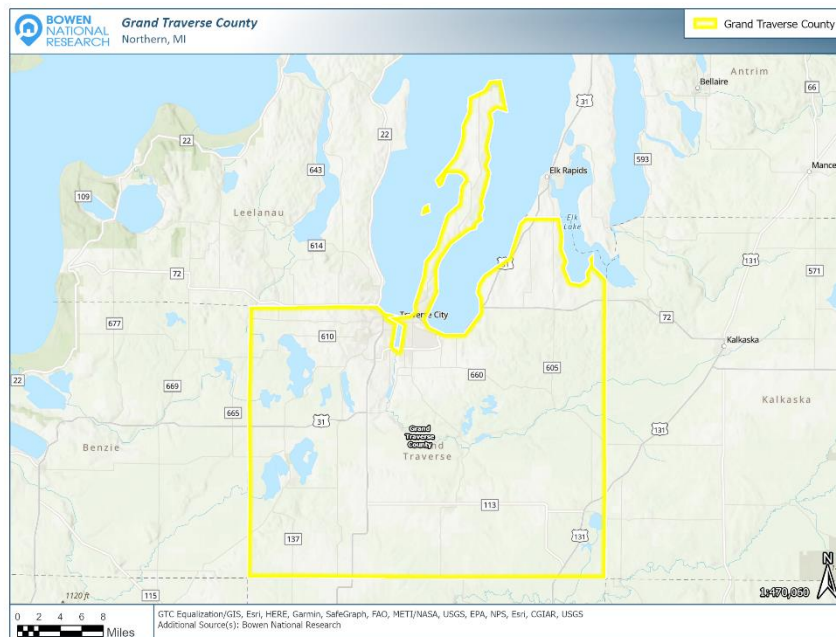 BOWEN
NATIONAL
RESEARCH
Grand Traverse County
Northern, MI
Grand Traverse County
Antrim
Bellaire
31
66
22
22
643
593
Elk Rapids
Mance
109
Leelanau
Elk
Lake
614
31
131
571
72
Traverse City
72
677
610
Kalkaska
22
669
660
605
665
31
Kalkaska
Grand
Traverse
County
Grand
Traverse
131
Benzie
113
137
131
115
1120 ft
N
1:470,060
0 2 4 6 8
Miles
GTC Equalization/GIS, Esri, HERE, Garmin, SafeGraph, FAO, METI/NASA, USGS, EPA, NPS, Esri, CGIAR, USGS
Additional Source(s): Bowen National Research